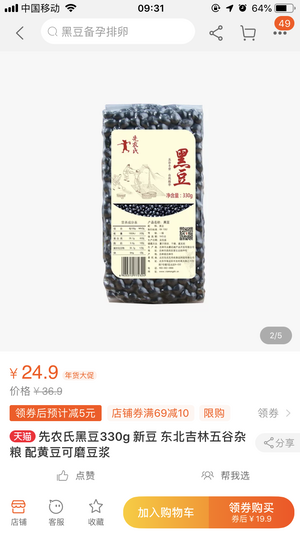 中国移动
09:31
64%
黑豆备孕排卵
49
先农氏
黑豆
净含量：330g
2/5
¥24.9 年货大促
价格 ¥36.9
领券后预计减5元
店铺券满69减10
限购
领券
天猫 先农氏黑豆330g 新豆 东北吉林五谷杂
粮 配黄豆可磨豆浆
分享
点赞
帮我选
店铺
客服
收藏
加入购物车
领券购买
券后¥19.9